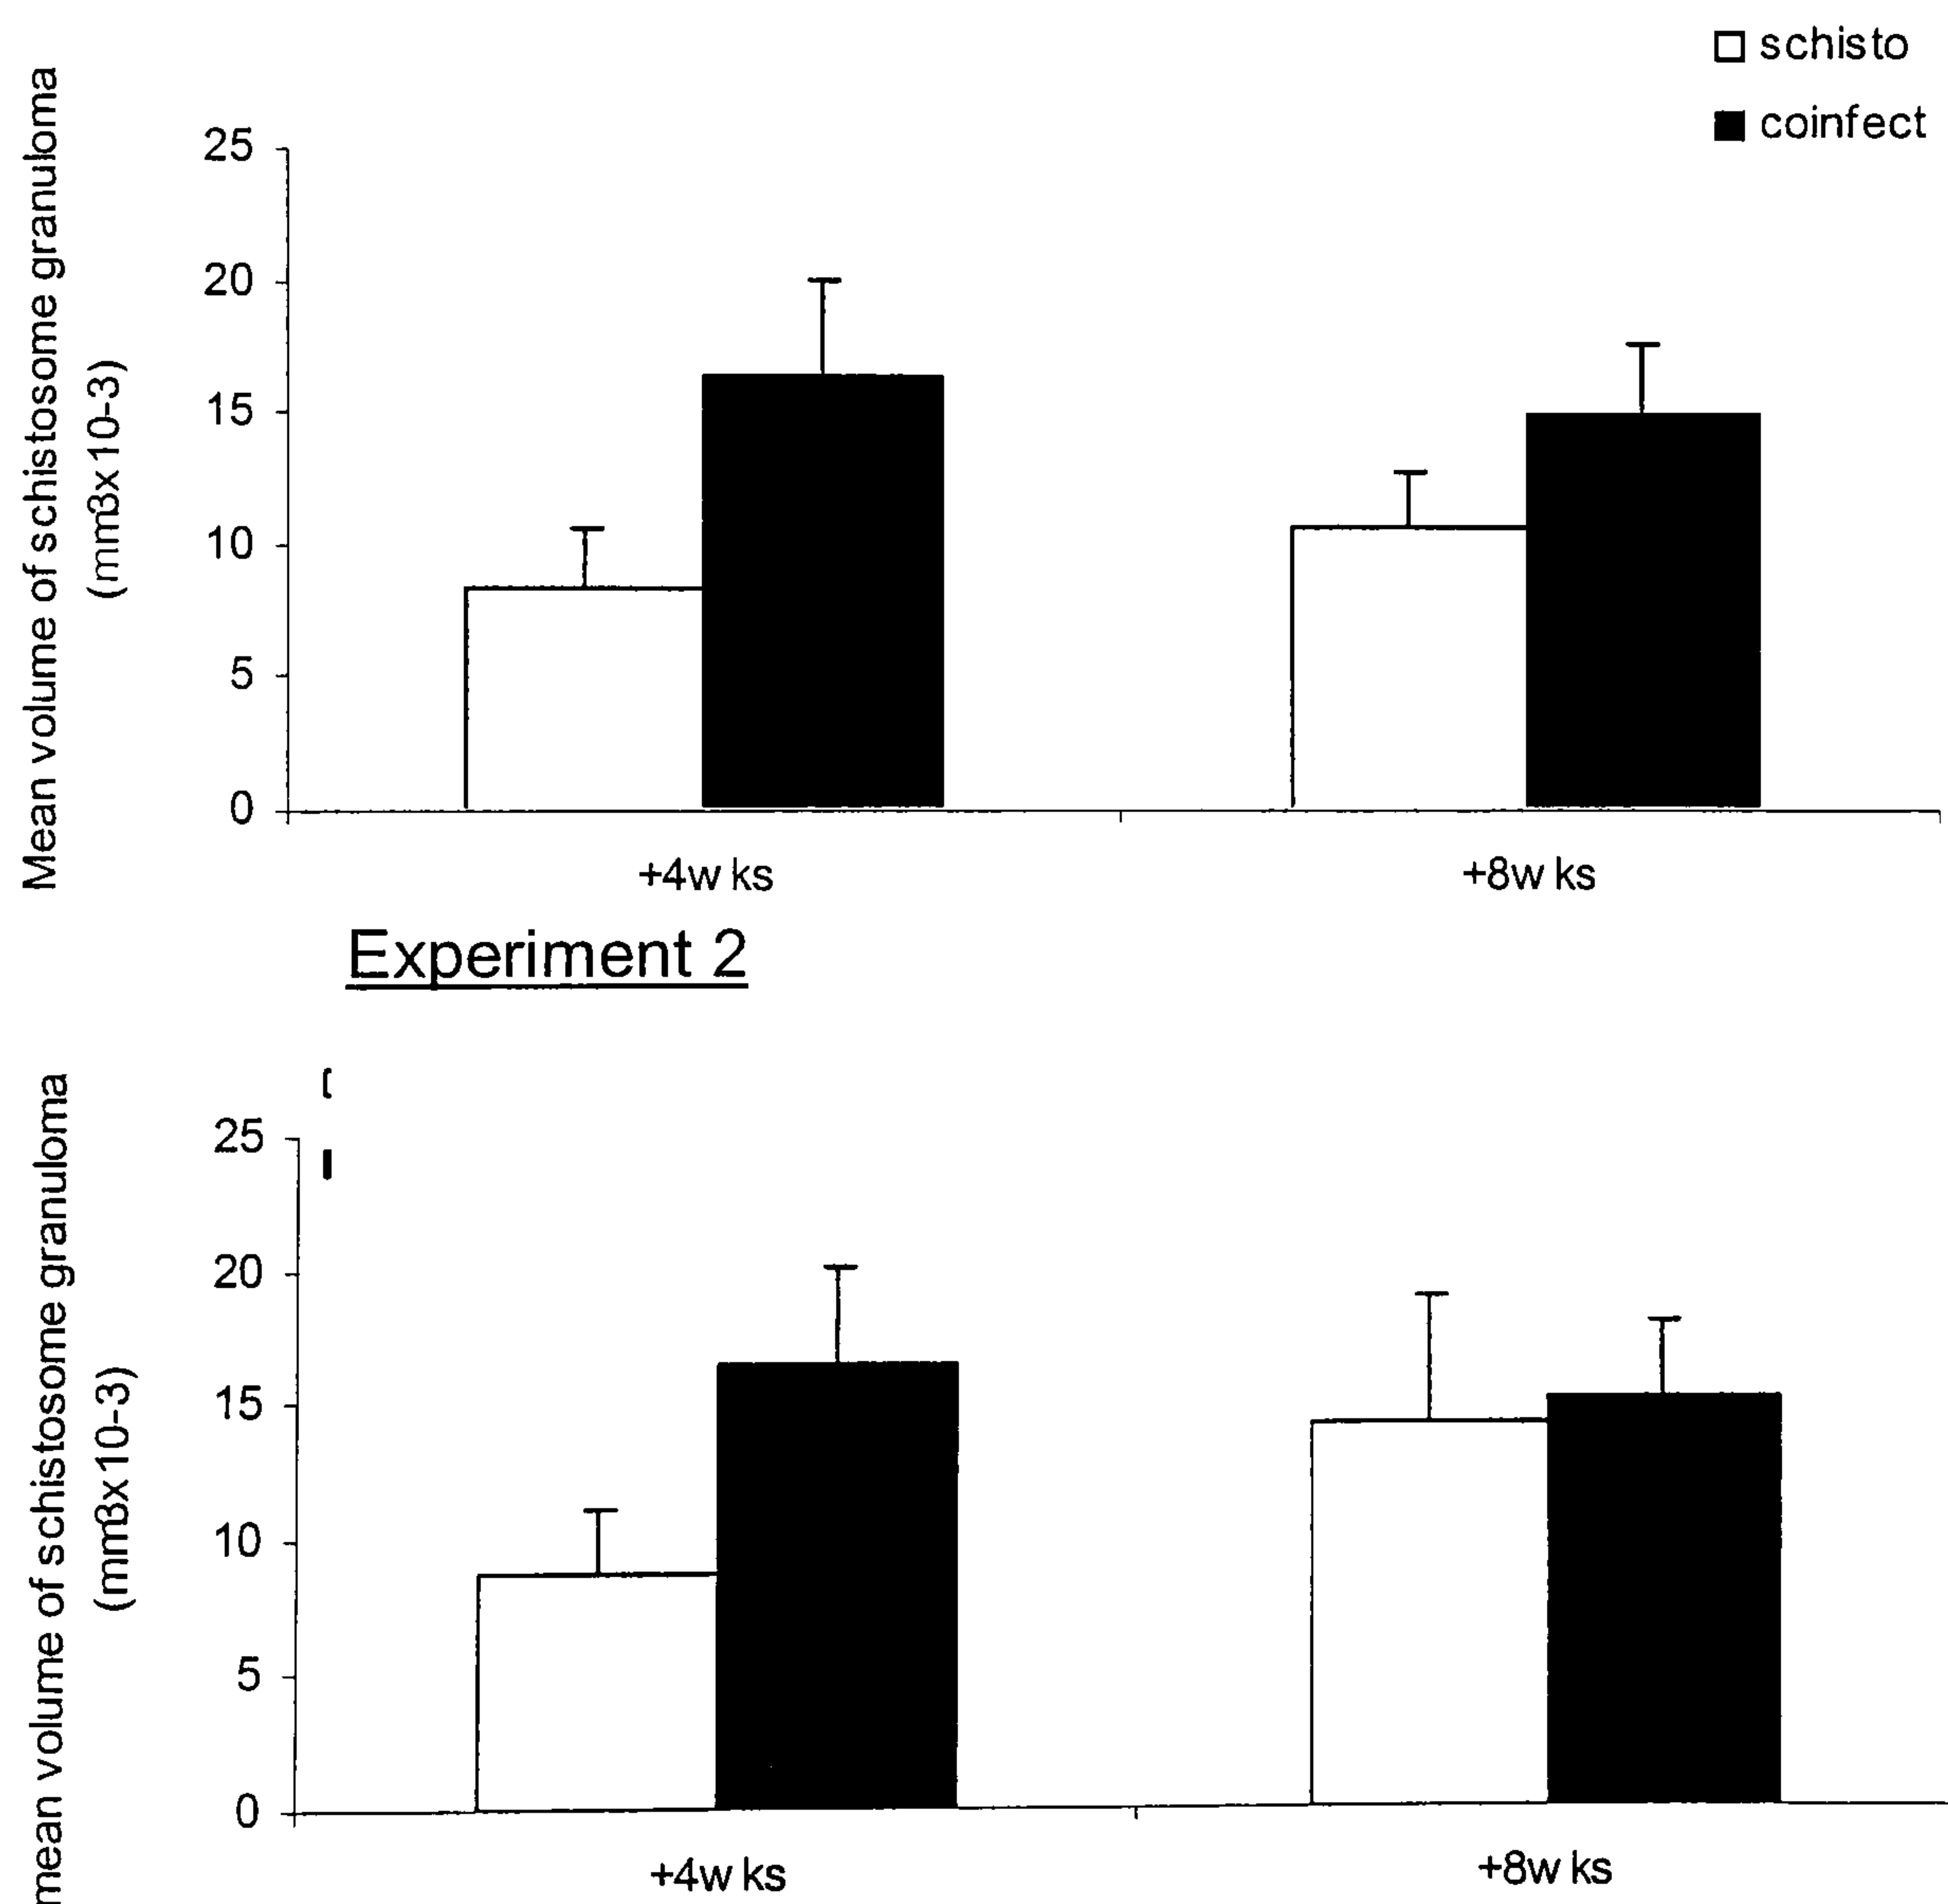 schisto
coinfect
Mean volume of schistosome granuloma
(mm3x10-3)
25
20
15
10
5
0
+4w ks
+8w ks
Experiment 2
mean volume of schistosome granuloma
(mm3x10-3)
25
20
15
10
5
0
+4w ks
+8w ks